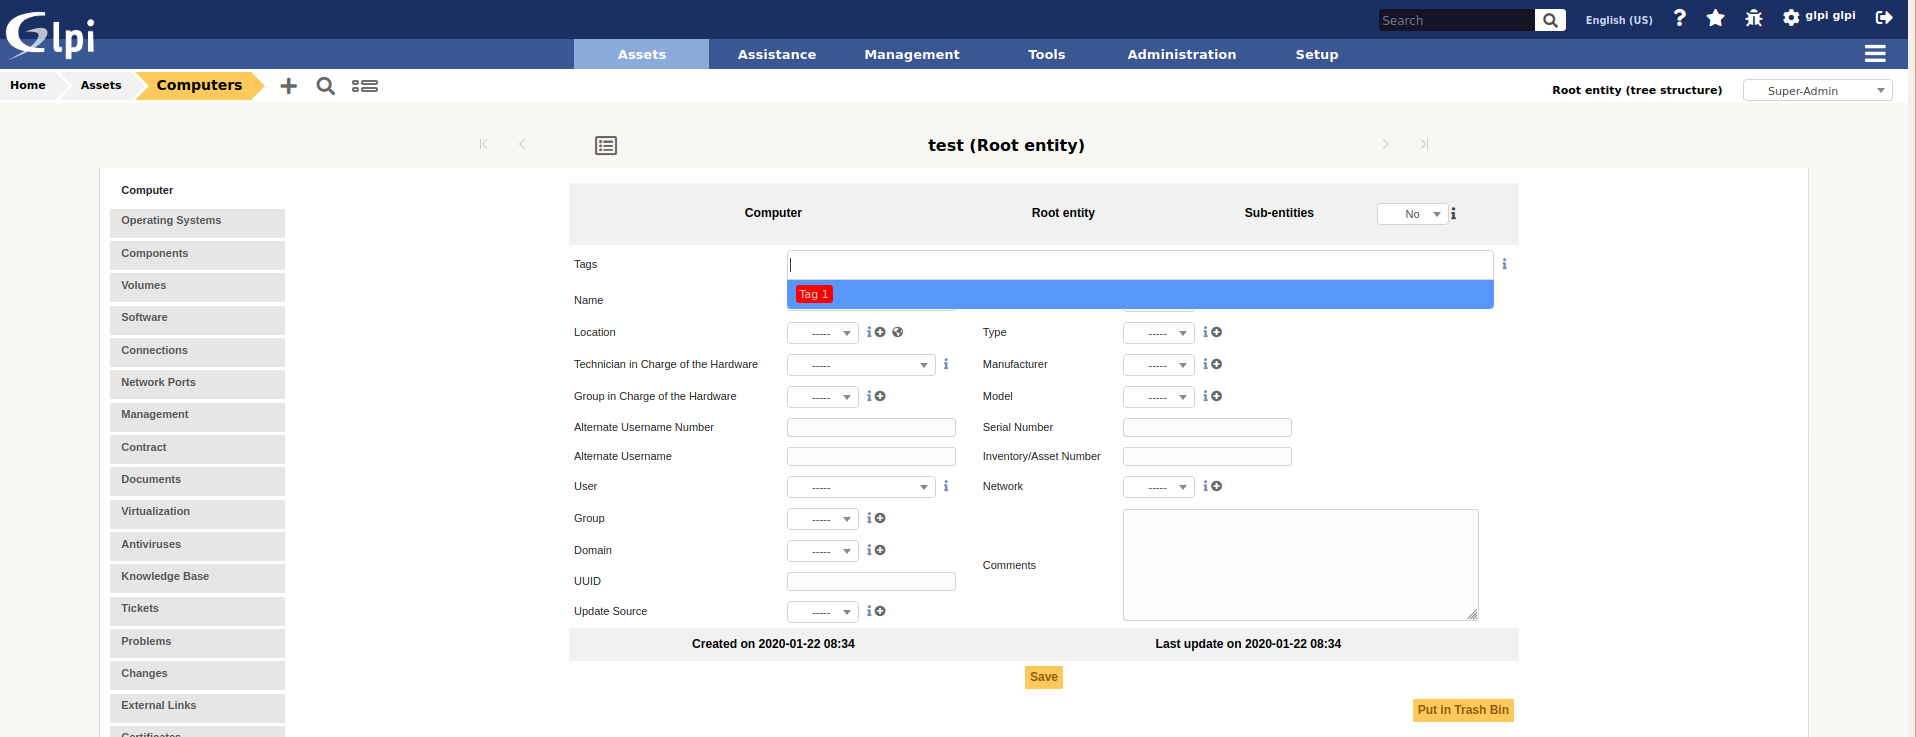 Glpi
Search
English (US)
?
glpi glpi
Assets
Assistance
Management
Tools
Administration
Setup
Home
Assets
Computers
Root entity (tree structure)
Super-Admin
test (Root entity)
Computer
Operating Systems
Components
Volumes
Software
Connections
Network Ports
Management
Contract
Documents
Virtualization
Antiviruses
Knowledge Base
Tickets
Problems
Changes
External Links
Certificates
Computer
Root entity
Sub-entities
No
Tags
Tag 1
Name
Location
-----
Type
-----
Technician in Charge of the Hardware
-----
Manufacturer
-----
Group in Charge of the Hardware
-----
Model
-----
Alternate Username Number
Serial Number
Alternate Username
Inventory/Asset Number
User
-----
Network
-----
Group
-----
Domain
-----
Comments
UUID
Update Source
-----
Created on 2020-01-22 08:34
Last update on 2020-01-22 08:34
Save
Put in Trash Bin